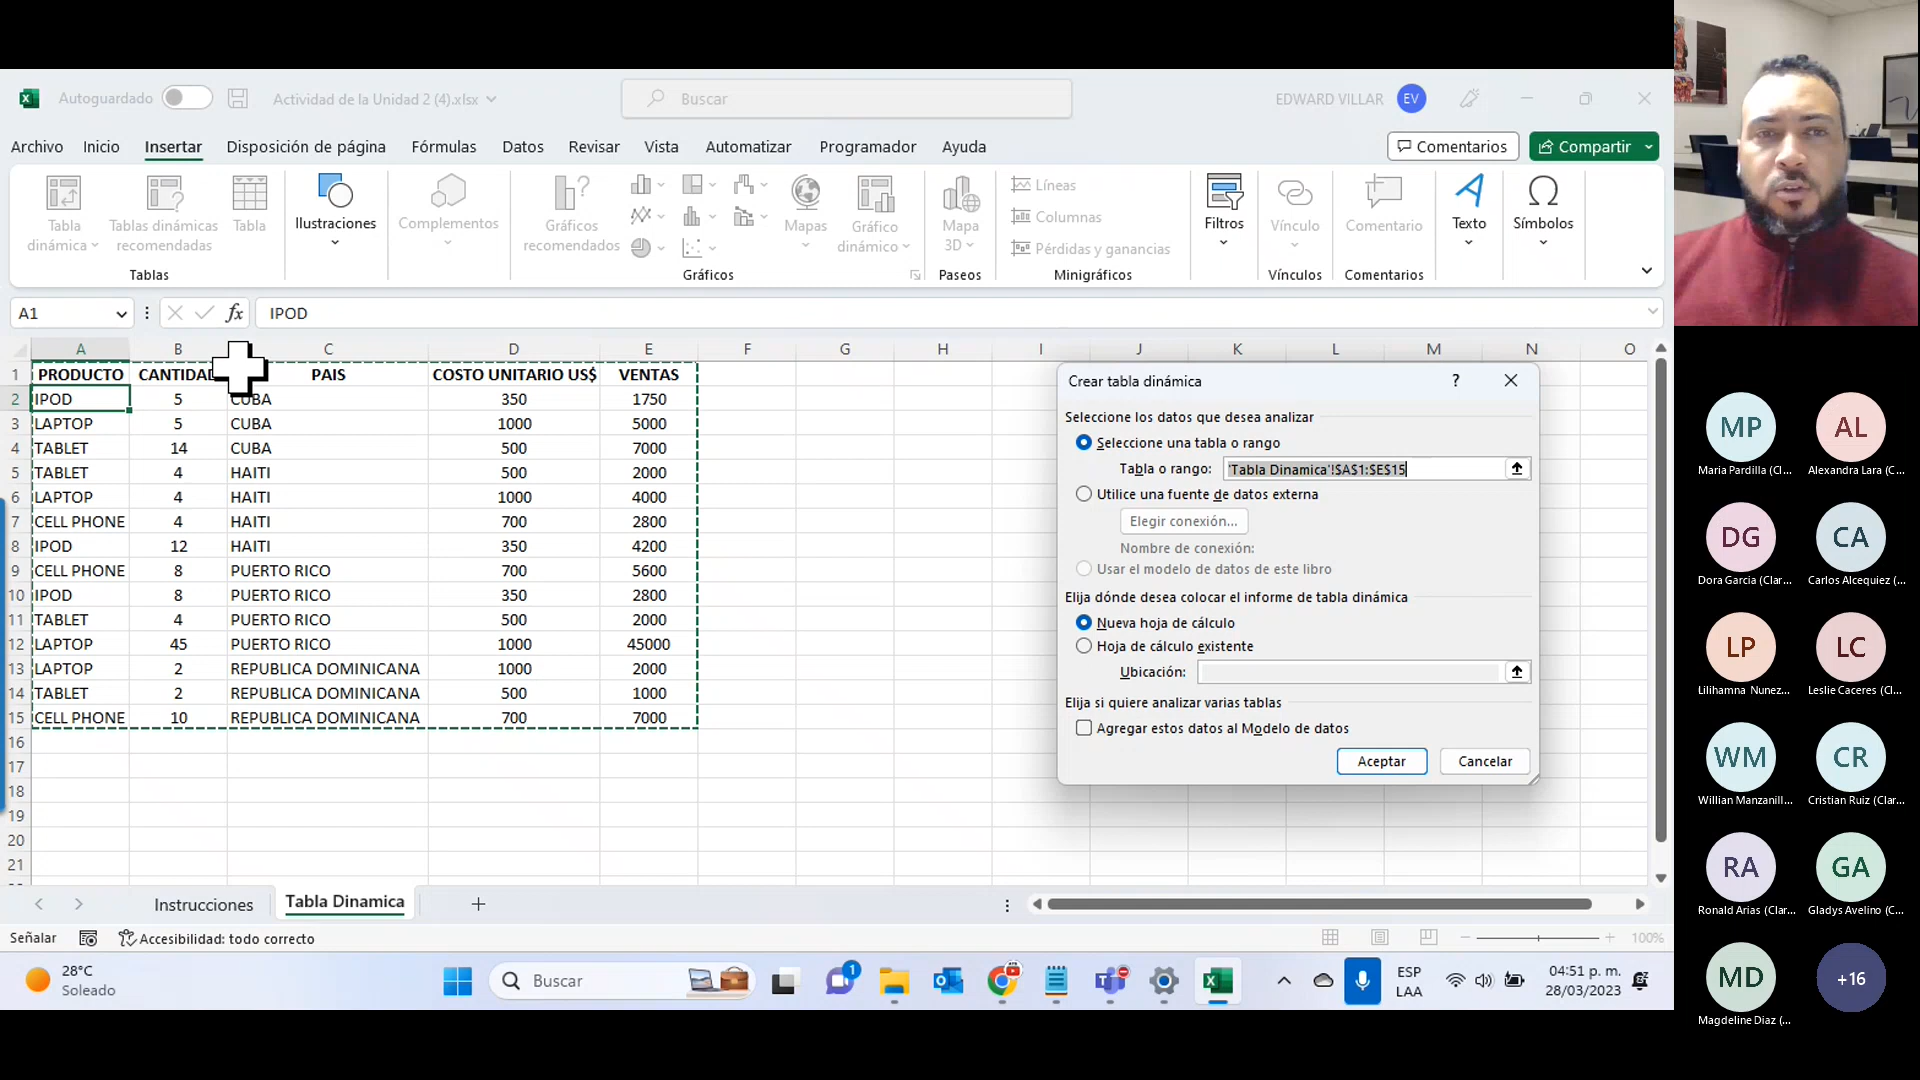 Autoguardado
Actividad de la Unidad 2 (4).xlsx
Buscar
EDWARD VILLAR
EV
Archivo
Inicio
Insertar
Disposición de página
Fórmulas
Datos
Revisar
Vista
Automatizar
Programador
Ayuda
Comentarios
Compartir
Tabla
dinámica
Tablas dinámicas
recomendadas
Tabla
Tablas
Ilustraciones
Complementos
Gráficos
recomendados
Mapas
Gráfico
dinámico
Gráficos
Mapa
3D
Paseos
Líneas
Columnas
Pérdidas y ganancias
Minigráficos
Filtros
Vínculo
Vínculos
Comentario
Comentarios
Texto
Símbolos
A1
fx
IPOD
A B C D E F G H I J K L M N O
1 PRODUCTO CANTIDAD PAIS COSTO UNITARIO US$ VENTAS
2 IPOD 5 CUBA 350 1750
3 LAPTOP 5 CUBA 1000 5000
4 TABLET 14 CUBA 500 7000
5 TABLET 4 HAITI 500 2000
6 LAPTOP 4 HAITI 1000 4000
7 CELL PHONE 4 HAITI 700 2800
8 IPOD 12 HAITI 350 4200
9 CELL PHONE 8 PUERTO RICO 700 5600
10 IPOD 8 PUERTO RICO 350 2800
11 TABLET 4 PUERTO RICO 500 2000
12 LAPTOP 45 PUERTO RICO 1000 45000
13 LAPTOP 2 REPUBLICA DOMINICANA 1000 2000
14 TABLET 2 REPUBLICA DOMINICANA 500 1000
15 CELL PHONE 10 REPUBLICA DOMINICANA 700 7000
16
17
18
19
20
21
Crear tabla dinámica
?
Seleccione los datos que desea analizar
Seleccione una tabla o rango
Tabla o rango: 'Tabla Dinamica'!$A$1:$E$15
Utilice una fuente de datos externa
Elegir conexión...
Nombre de conexión:
Usar el modelo de datos de este libro
Elija dónde desea colocar el informe de tabla dinámica
Nueva hoja de cálculo
Hoja de cálculo existente
Ubicación:
Elija si quiere analizar varias tablas
Agregar estos datos al Modelo de datos
Aceptar
Cancelar
Instrucciones
Tabla Dinamica
Señalar
Accesibilidad: todo correcto
100%
28°C
Soleado
Buscar
1
ESP
LAA
04:51 p. m.
28/03/2023
MP
Maria Pardilla (Cl...
AL
Alexandra Lara (C...
DG
Dora García (Clar...
CA
Carlos Alcequiez (...
LP
Lilihamna Nunez...
LC
Leslie Caceres (Cl...
WM
Willian Manzanill...
CR
Cristian Ruiz (Clar...
RA
Ronald Arias (Clar...
GA
Gladys Avelino (C...
MD
Magdeline Diaz (...
+16